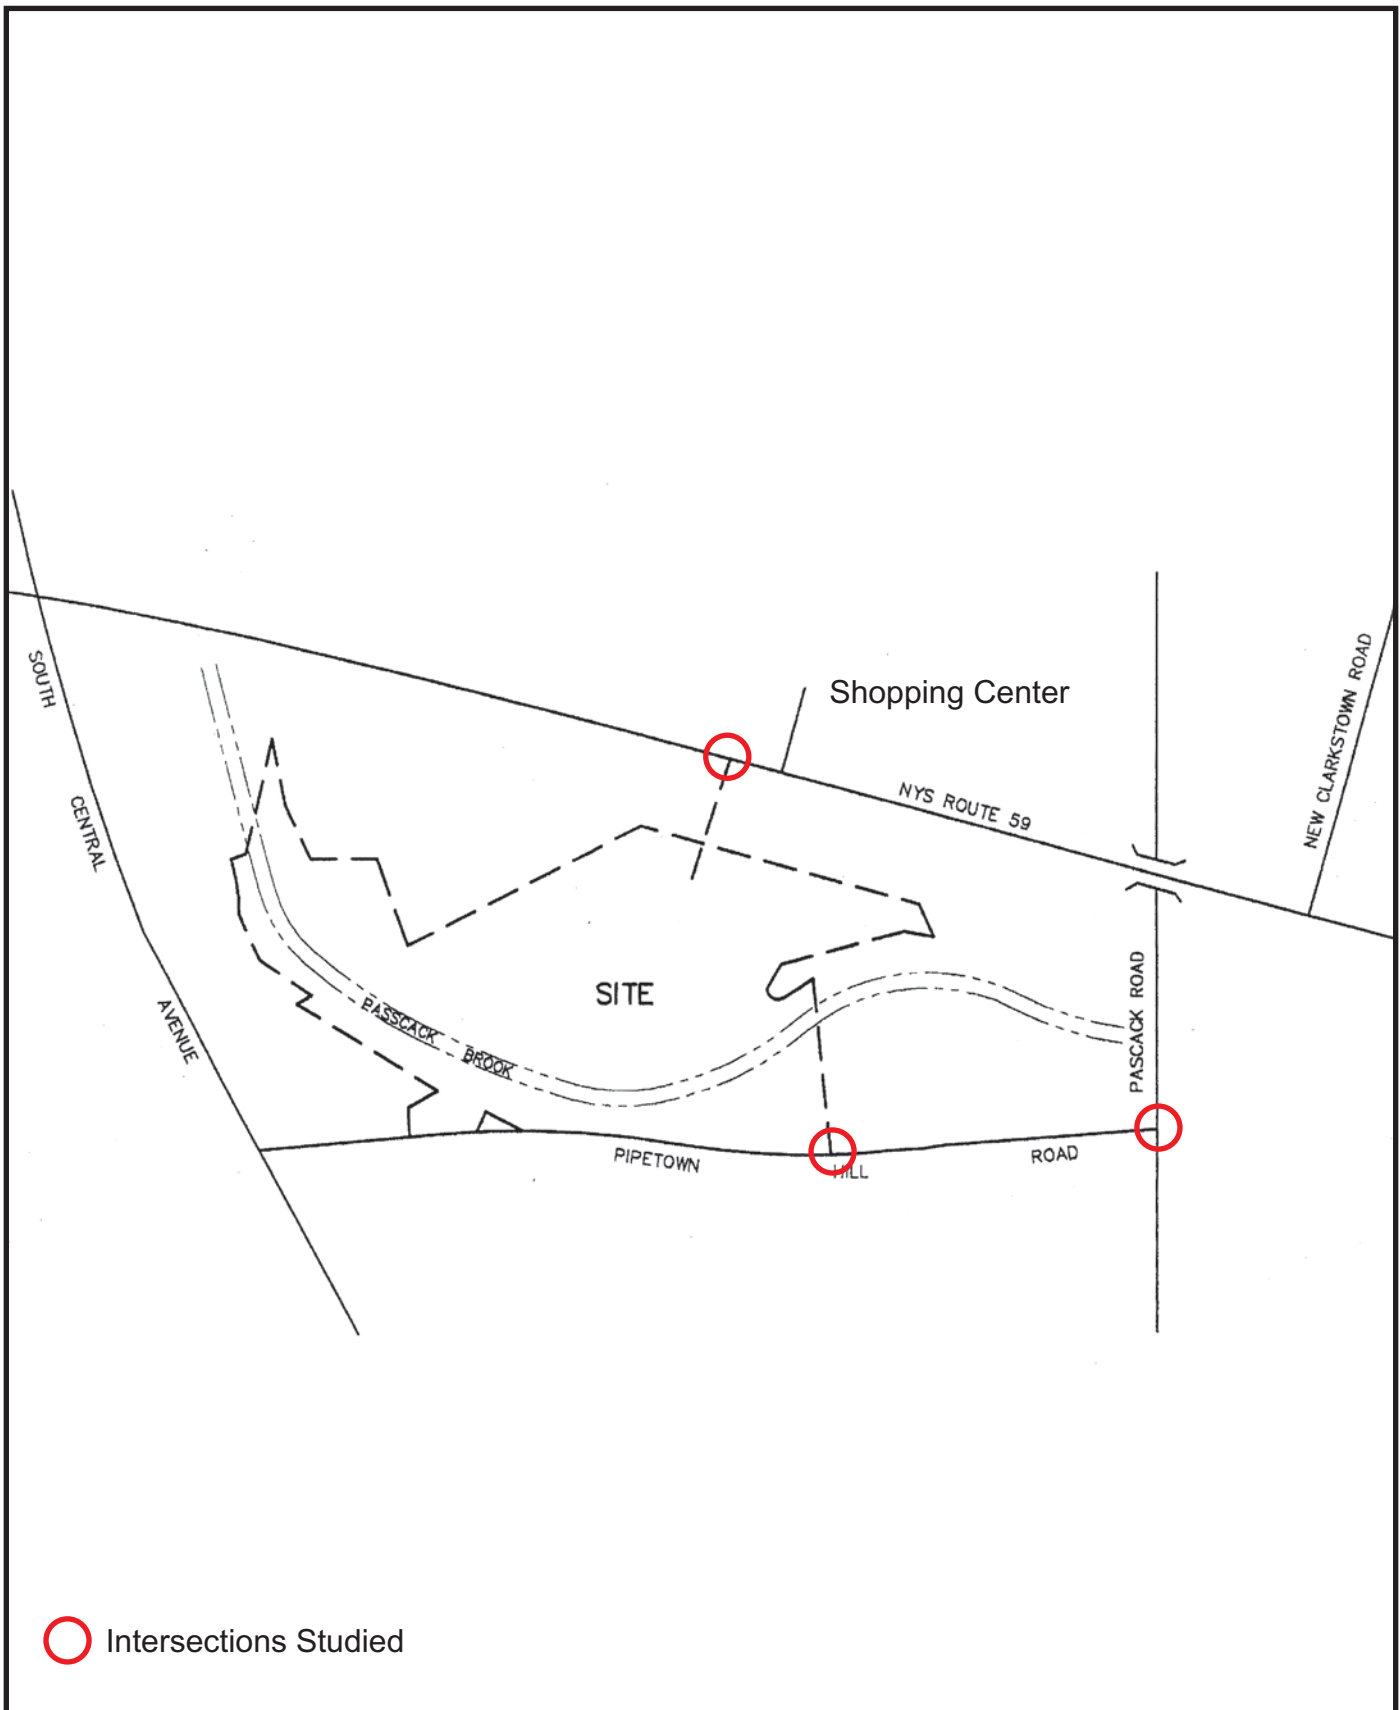 SOUTH
CENTRAL
AVENUE
Shopping Center
NYS ROUTE 59
NEW CLARKSTOWN ROAD
PASCACK ROAD
SITE
PASSCACK BROOK
PIPETOWN HILL ROAD
Intersections Studied